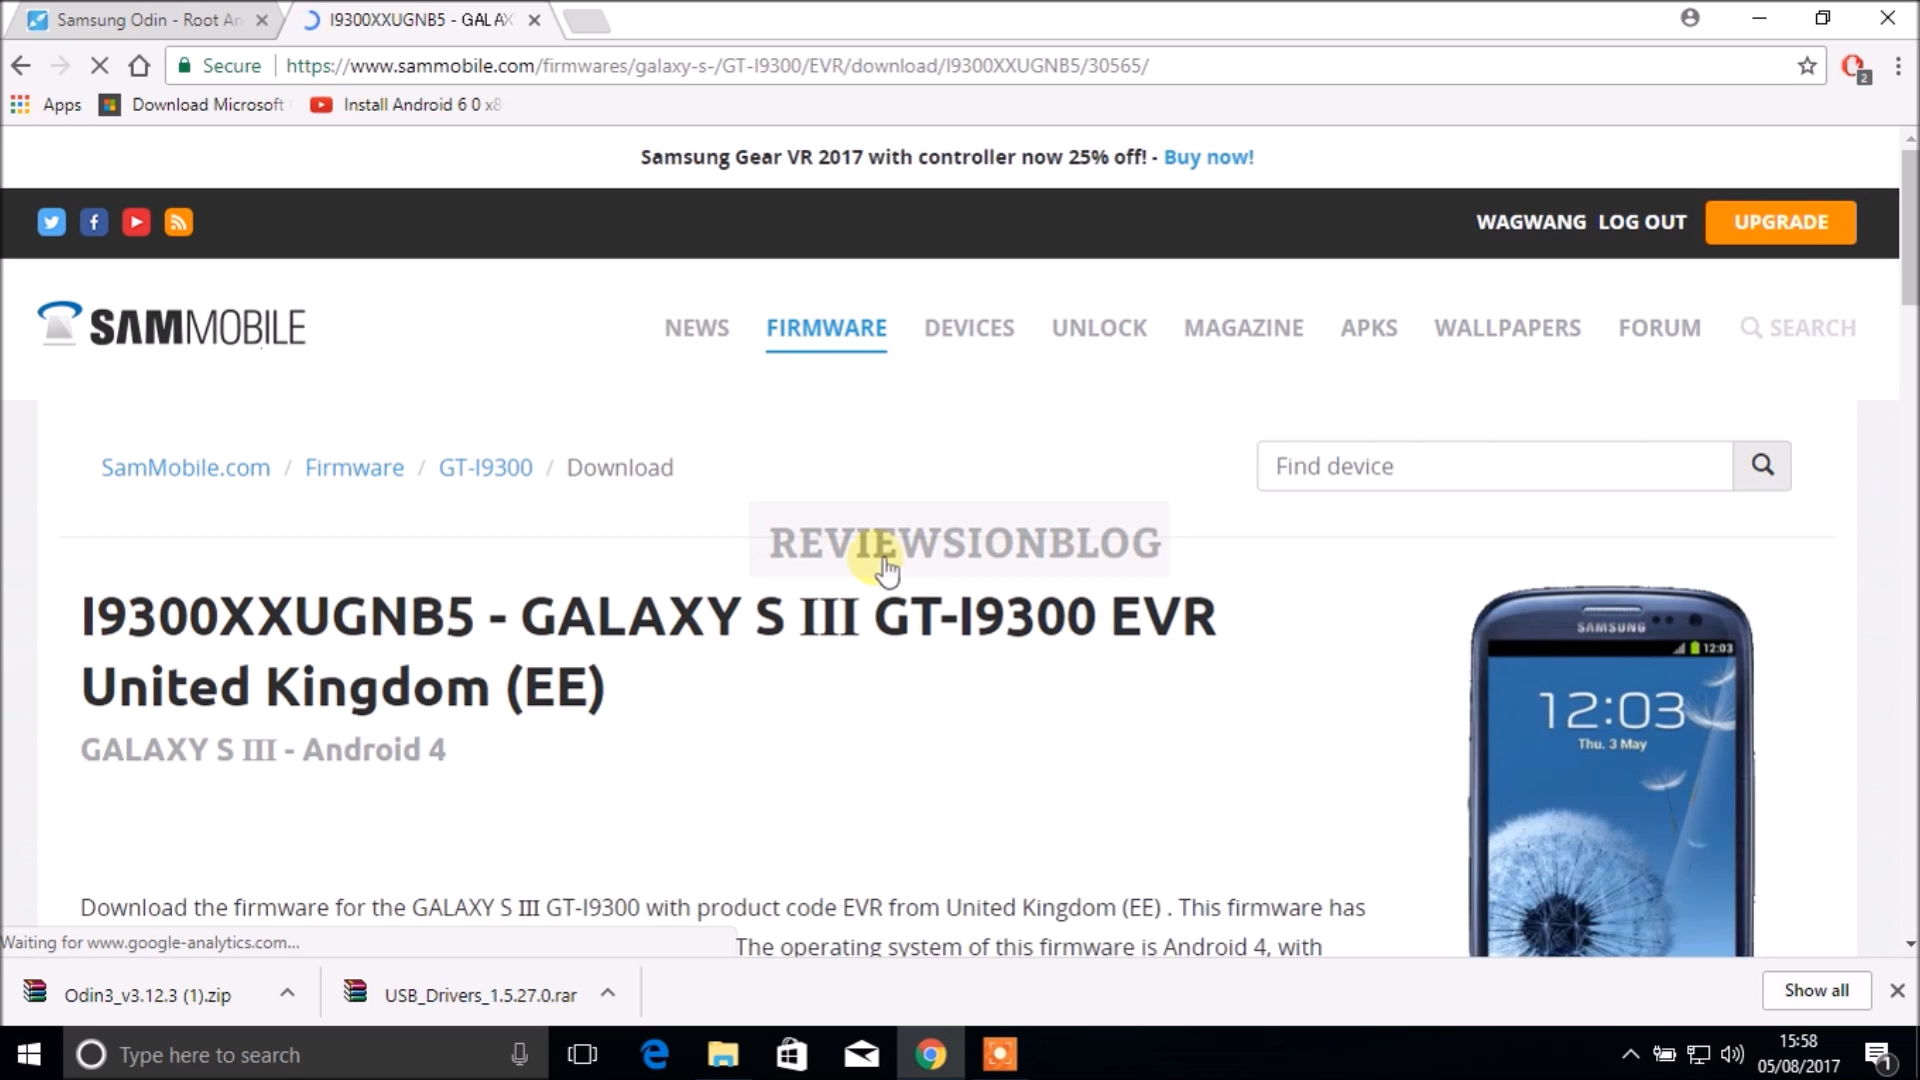 Samsung Odin - Root An
I9300XXUGNB5 - GALAX
Secure
https://www.sammobile.com/firmwares/galaxy-s-/GT-I9300/EVR/download/I9300XXUGNB5/30565/
2
Apps
Download Microsoft
Install Android 6 0 x8
Samsung Gear VR 2017 with controller now 25% off! - Buy now!
WAGWANG LOG OUT UPGRADE
SAMMOBILE
NEWS FIRMWARE DEVICES UNLOCK MAGAZINE APKS WALLPAPERS FORUM SEARCH
SamMobile.com / Firmware / GT-I9300 / Download
Find device
REVIEWSIONBLOG
I9300XXUGNB5 - GALAXY S III GT-I9300 EVR
United Kingdom (EE)
GALAXY S III - Android 4
SAMSUNG
12:03
12:03
Thu. 3 May
Download the firmware for the GALAXY S III GT-I9300 with product code EVR from United Kingdom (EE) . This firmware has
The operating system of this firmware is Android 4, with
Waiting for www.google-analytics.com...
Odin3_v3.12.3 (1).zip
USB_Drivers_1.5.27.0.rar
Show all
Type here to search
15:58
05/08/2017
1